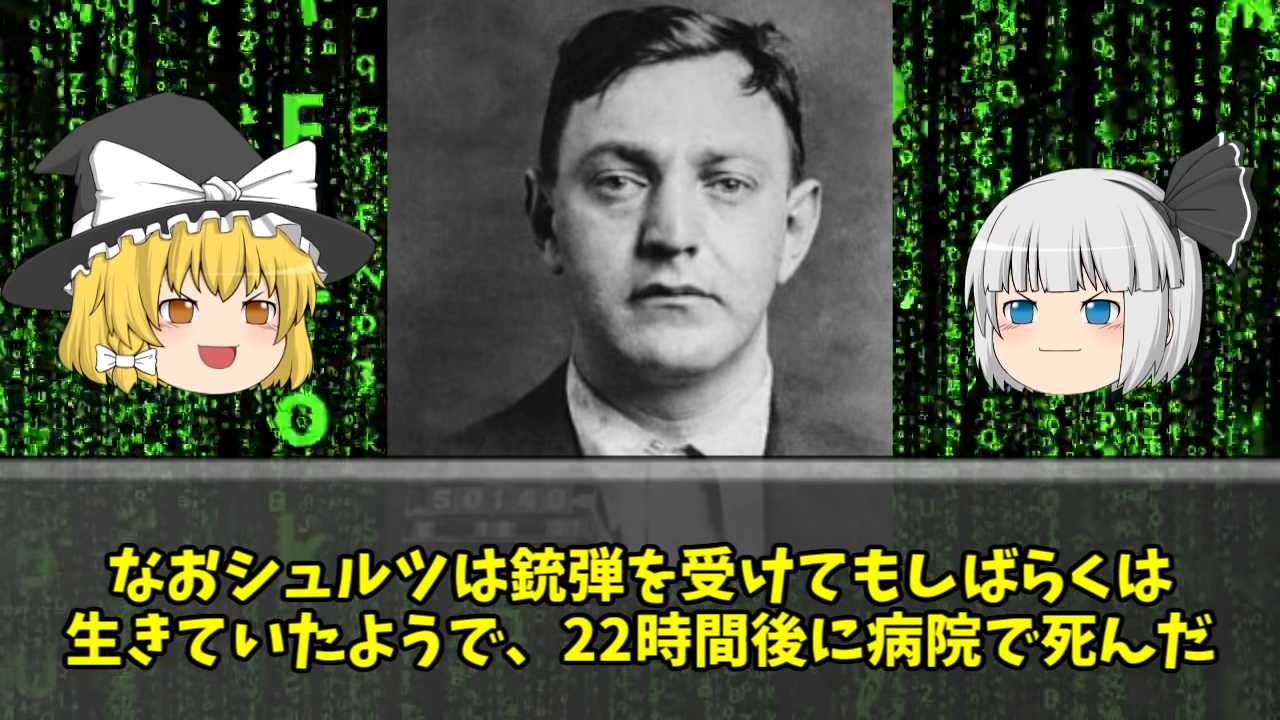 50149
なおシュルツは銃弾を受けてもしばらくは
生きていたようで、22時間後に病院で死んだ